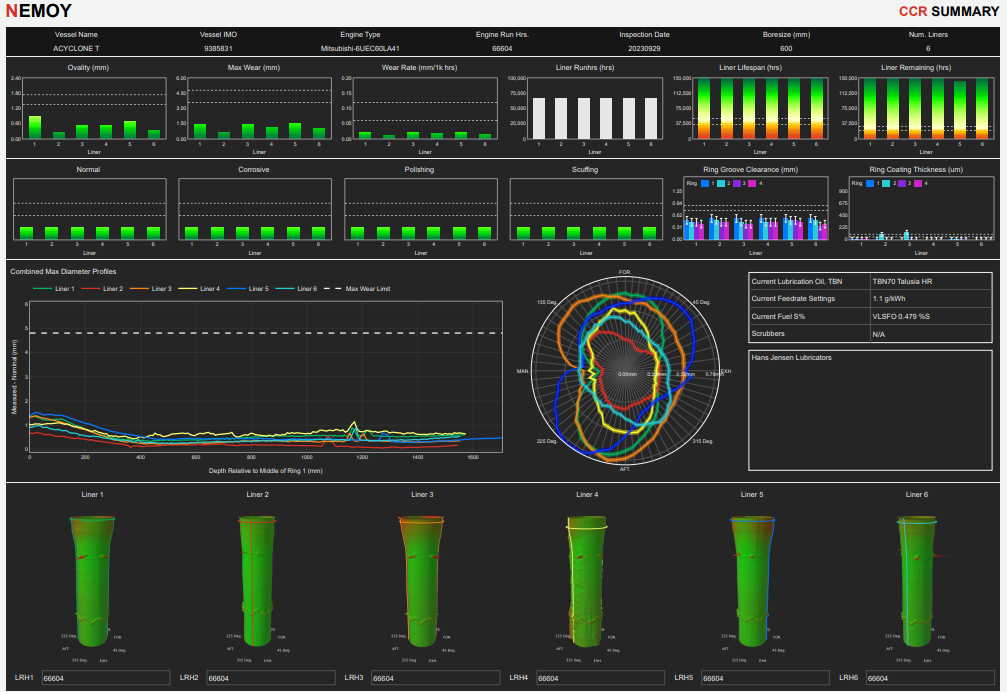 NEMOY
CCR SUMMARY
Vessel Name Vessel IMO Engine Type Engine Run Hrs. Inspection Date Boresize (mm) Num. Liners
ACYCLONE T 9385831 Mitsubishi-6UEC60LA41 66604 20230929 600 6
Ovality (mm) Max Wear (mm) Wear Rate (mm/1k hrs) Liner Runhrs (hrs) Liner Lifespan (hrs) Liner Remaining (hrs)
2.40 6.00 0.20 100,000 150,000 150,000
1.80 4.50 0.15 75,000 112,500 112,500
1.20 3.00 0.10 50,000 75,000 75,000
0.60 1.50 0.05 25,000 37,500 37,500
0.00 0.00 0.00 0 0 0
1 2 3 4 5 6 1 2 3 4 5 6 1 2 3 4 5 6 1 2 3 4 5 6 1 2 3 4 5 6 1 2 3 4 5 6
Liner Liner Liner Liner Liner Liner
Normal Corrosive Polishing Scuffing Ring Groove Clearance (mm) Ring Coating Thickness (um)
Ring 1 2 3 4 Ring 1 2 3 4
1.25 900
0.94 675
0.62 450
0.31 225
0.00 0
1 2 3 4 5 6 1 2 3 4 5 6 1 2 3 4 5 6 1 2 3 4 5 6 1 2 3 4 5 6 1 2 3 4 5 6
Liner Liner Liner Liner Liner Liner
Combined Max Diameter Profiles
Liner 1 Liner 2 Liner 3 Liner 4 Liner 5 Liner 6 Max Wear Limit
Measured - Nominal (mm)
6
5
4
3
2
1
0
0 200 400 600 800 1000 1200 1400 1600
Depth Relative to Middle of Ring 1 (mm)
FOR.
135 Deg. 45 Deg.
MAN. 0.00mm EXH.
225 Deg. 315 Deg.
AFT.
Current Lubrication Oil, TBN TBN70 Talusia HR
Current Feedrate Settings 1.1 g/kWh
Current Fuel S% VLSFO 0.479 %S
Scrubbers N/A
Hans Jensen Lubricators
Liner 1 Liner 2 Liner 3 Liner 4 Liner 5 Liner 6
LRH1 66604 LRH2 66604 LRH3 66604 LRH4 66604 LRH5 66604 LRH6 66604